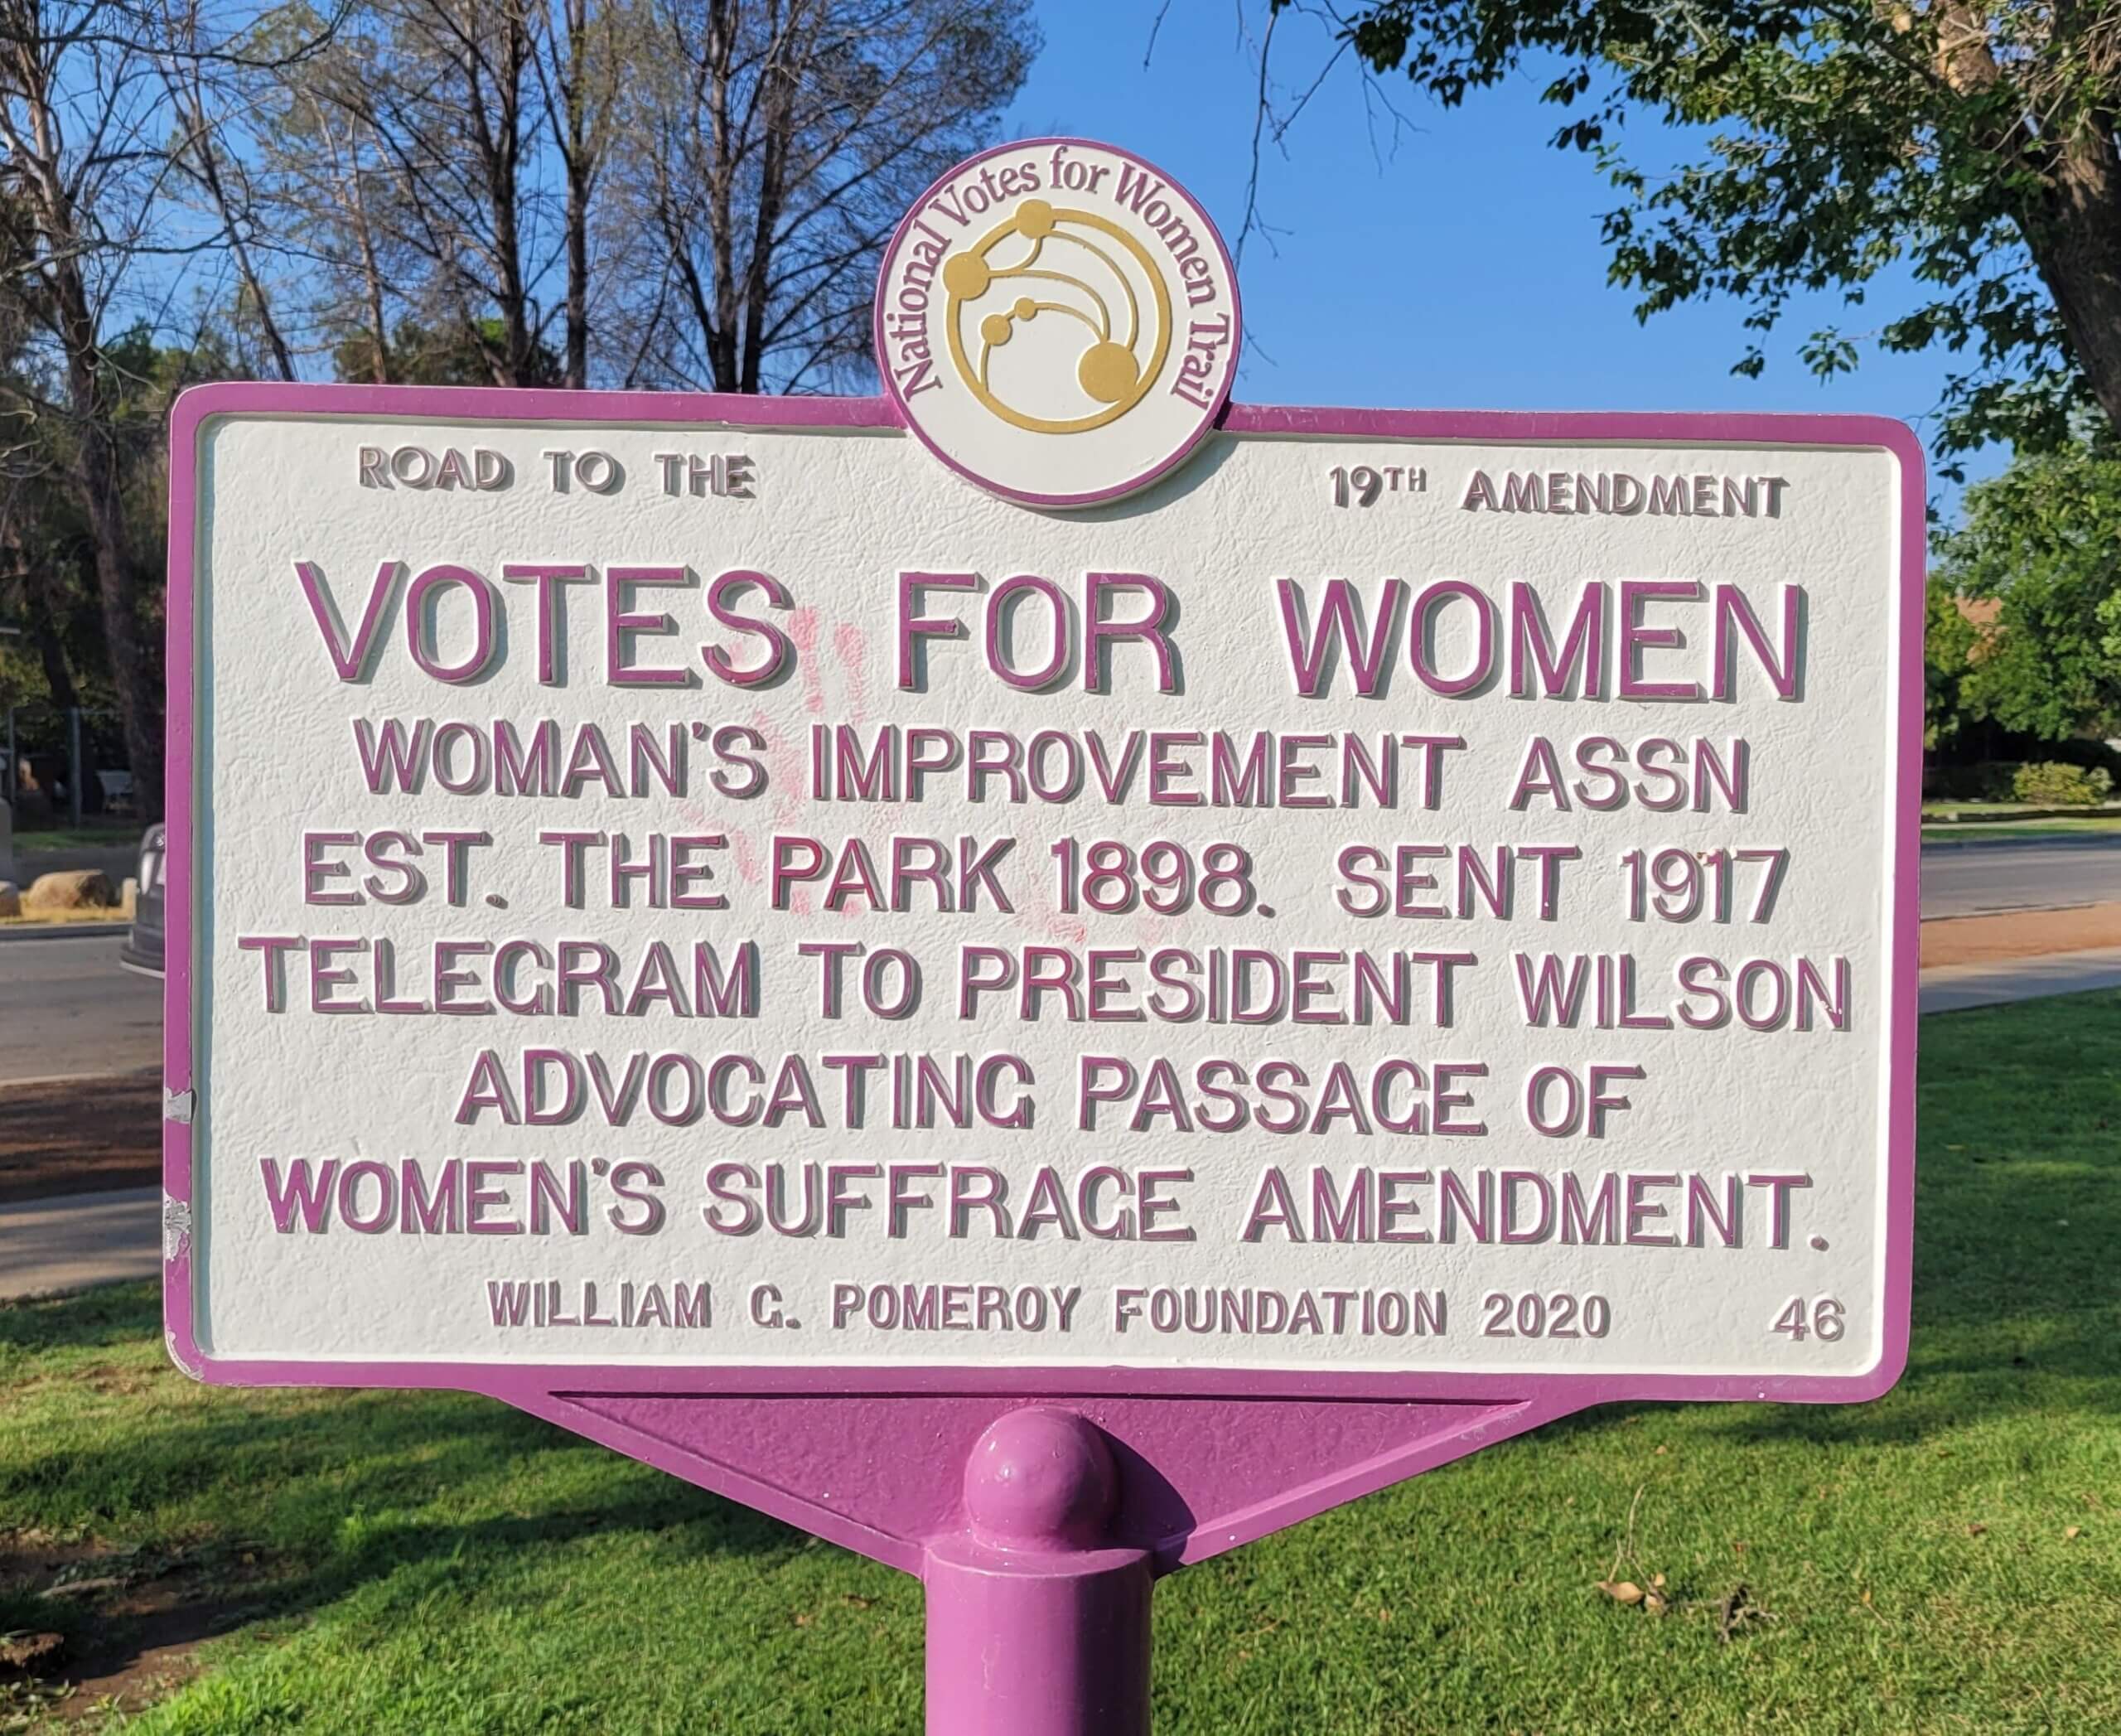 National Votes for Women Trail
ROAD TO THE 19TH AMENDMENT
VOTES FOR WOMEN
WOMAN'S IMPROVEMENT ASSN
EST. THE PARK 1898. SENT 1917
TELEGRAM TO PRESIDENT WILSON
ADVOCATING PASSAGE OF
WOMEN'S SUFFRAGE AMENDMENT.
WILLIAM G. POMEROY FOUNDATION 2020 46